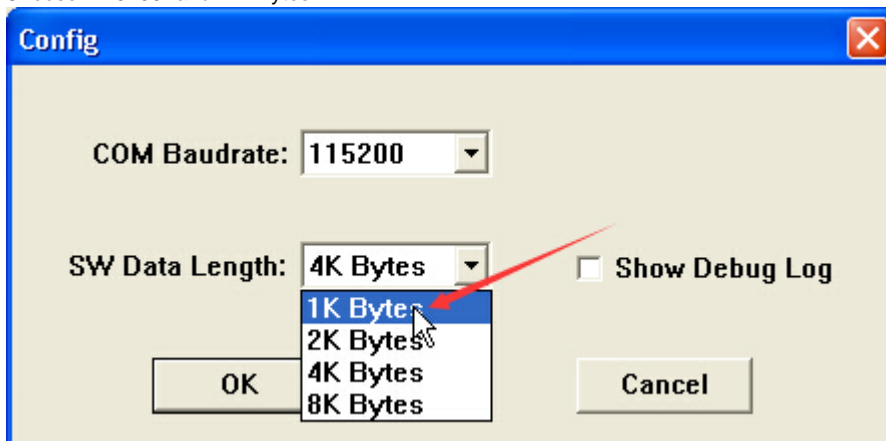 Config
COM Baudrate: 115200
SW Data Length: 4K Bytes Show Debug Log
1K Bytes
2K Bytes
4K Bytes
OK Cancel
8K Bytes